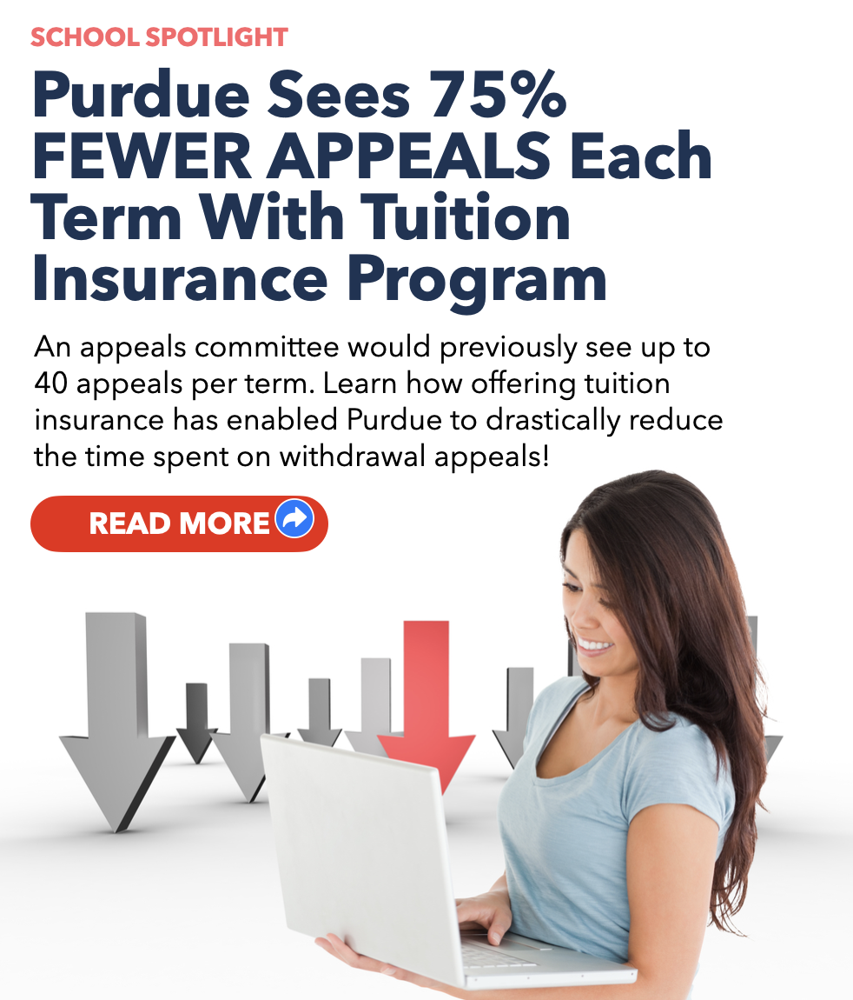 SCHOOL SPOTLIGHT
Purdue Sees 75%
FEWER APPEALS Each
Term With Tuition
Insurance Program
An appeals committee would previously see up to
40 appeals per term. Learn how offering tuition
insurance has enabled Purdue to drastically reduce
the time spent on withdrawal appeals!
READ MORE